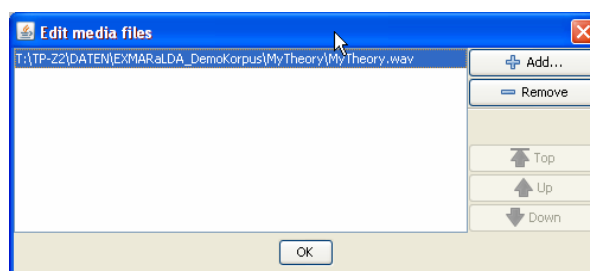 Edit media files
T:\TP-Z2\DATEN\EXMARaLDA_DemoKorpus\MyTheory\MyTheory.wav
Add...
Remove
Top
Up
Down
OK